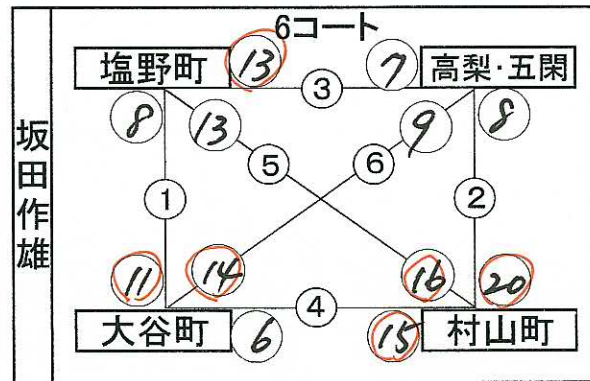 6コート
塩野町 13 ③ 7 高梨・五閑
8 13 9 8
坂田作雄
⑤ ⑥
① ②
11 14 16 20
大谷町 6 ④ 15 村山町